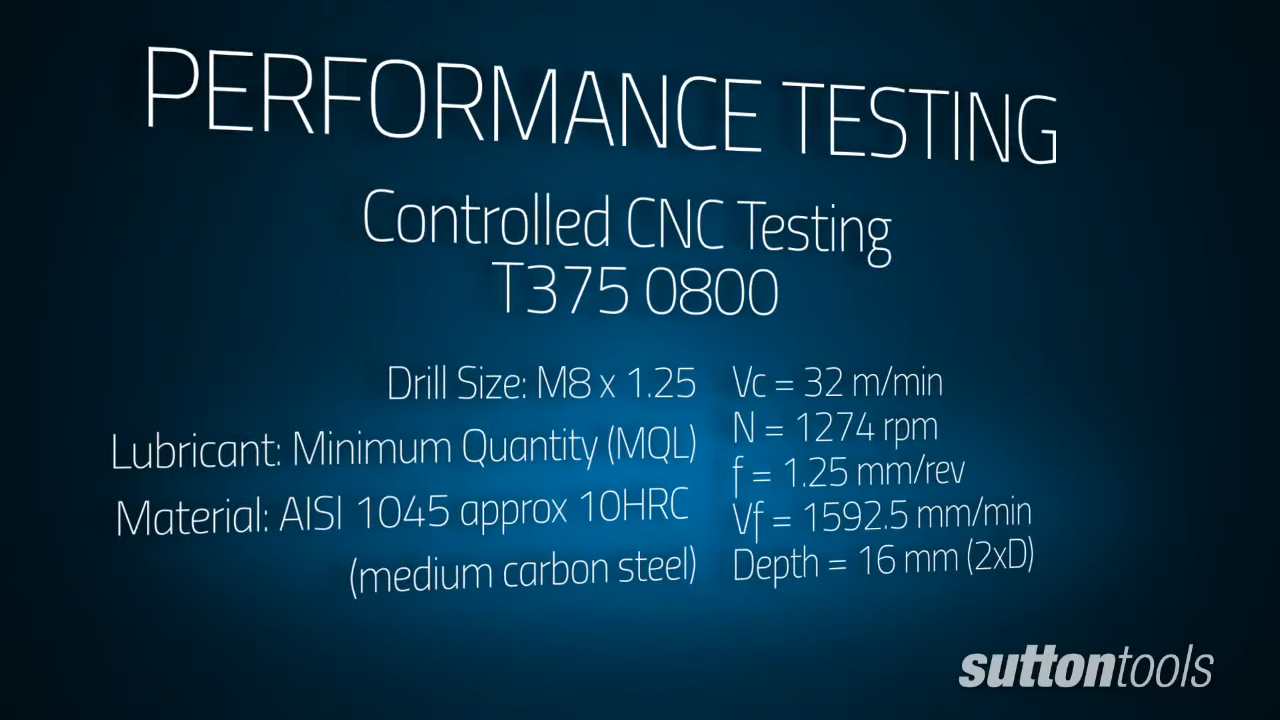 PERFORMANCE TESTING
Controlled CNC Testing
T375 0800
Drill Size: M8 x 1.25
Lubricant: Minimum Quantity (MQL)
Material: AISI 1045 approx 10HRC
(medium carbon steel)
Vc = 32 m/min
N = 1274 rpm
f = 1.25 mm/rev
Vf = 1592.5 mm/min
Depth = 16 mm (2xD)
suttontools